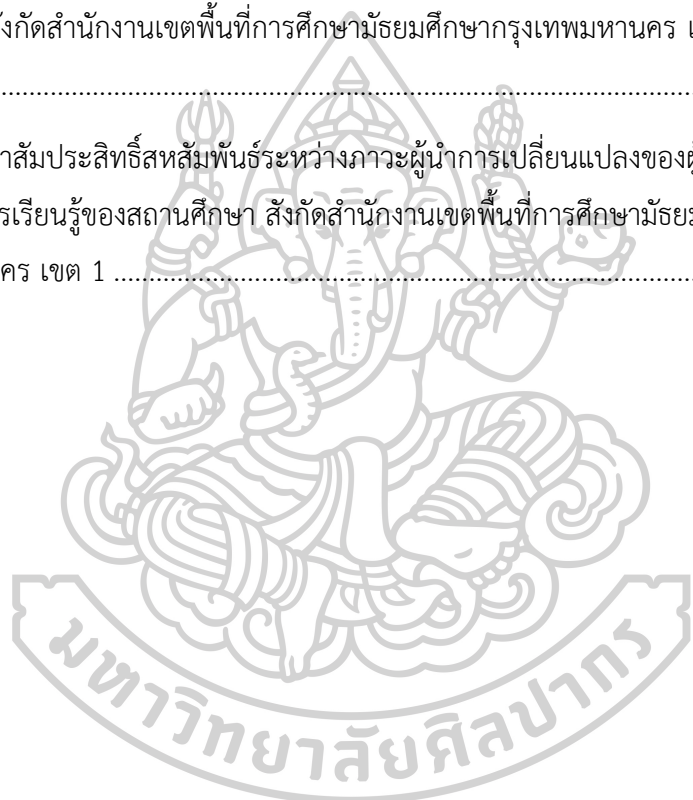 สังกัดสำนักงานเขตพื้นที่การศึกษามัธยมศึกษากรุงเทพมหานคร
................................................................................................
าสัมประสิทธิ์สหสัมพันธ์ระหว่างภาวะผู้นำการเปลี่ยนแปลงของผู้
รเรียนรู้ของสถานศึกษา สังกัดสำนักงานเขตพื้นที่การศึกษามัธยม
คร เขต 1 ................................................................................
มหาวิทยาลัยศิลปากร